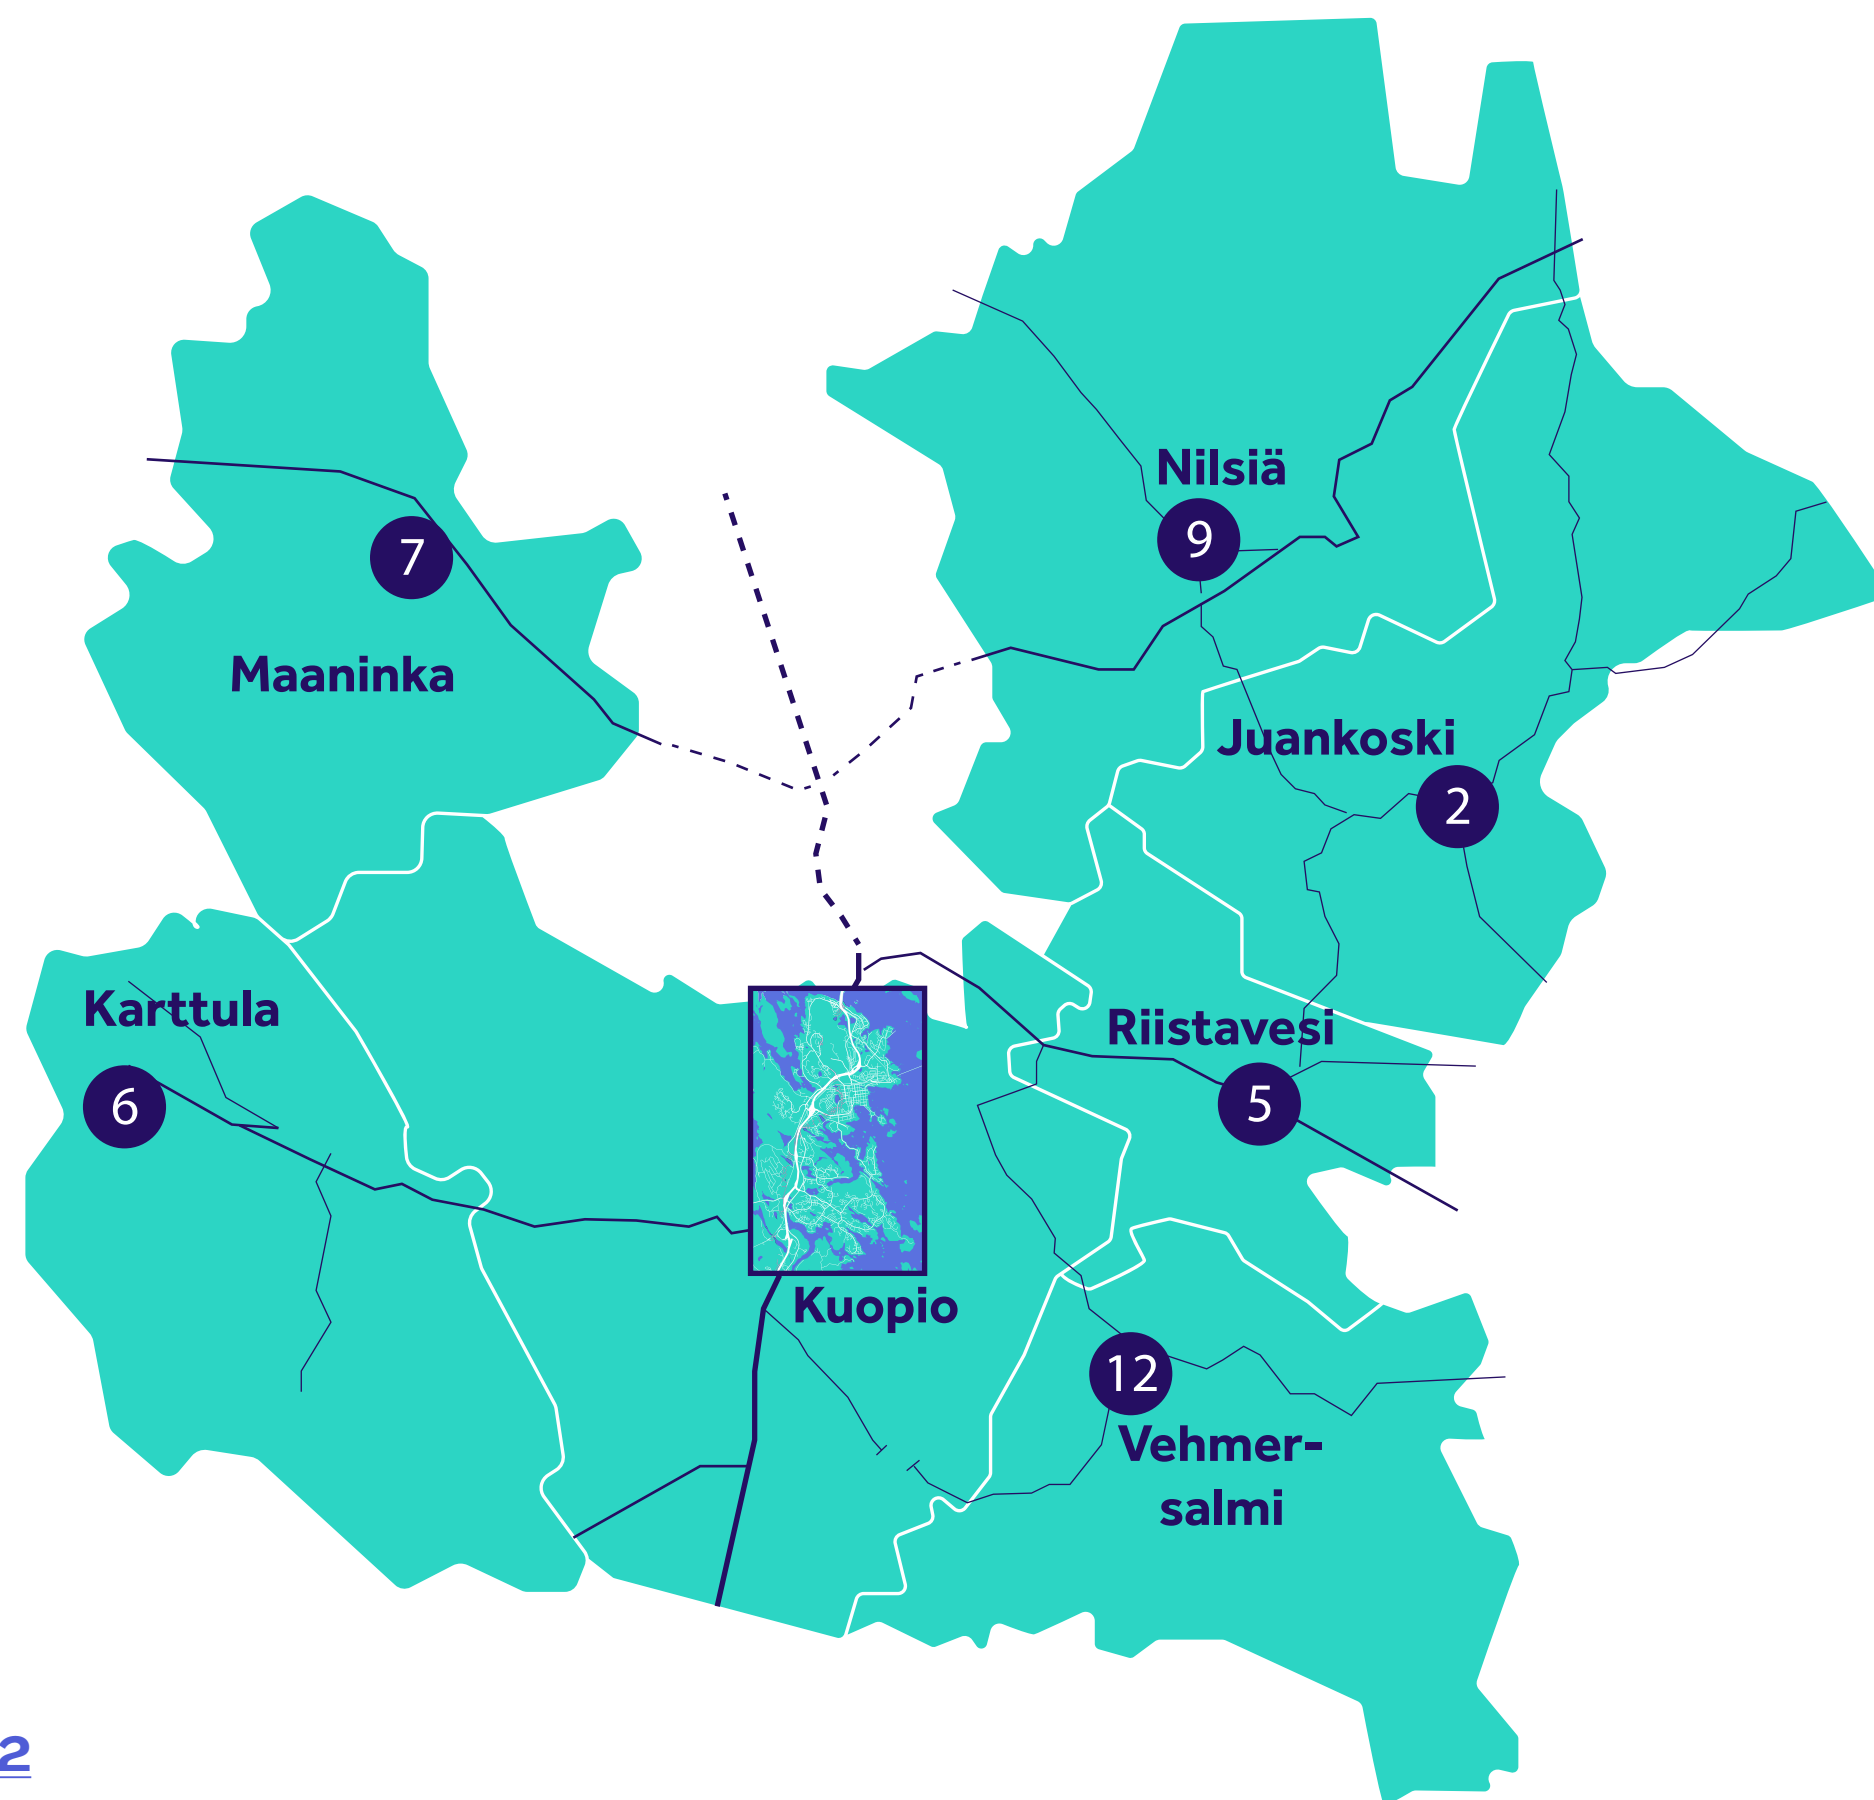 Nilsiä
9
7
Maaninka
Juankoski
2
Karttula
Riistavesi
6
5
Kuopio
12
Vehmer-
salmi
2